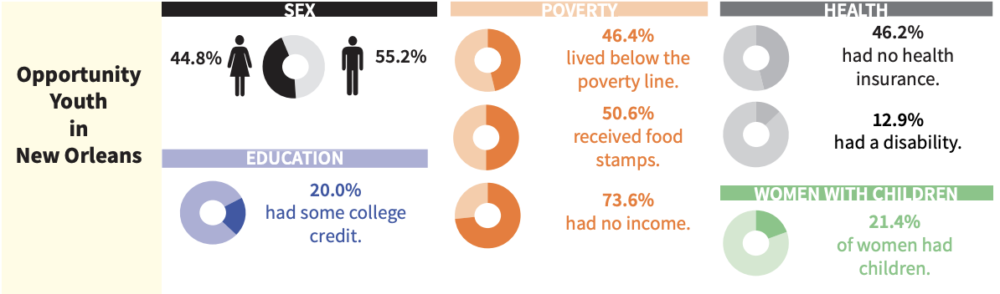 Opportunity
Youth
in
New Orleans
SEX
44.8%
55.2%
EDUCATION
20.0%
had some college
credit.
POVERTY
46.4%
lived below the
poverty line.
50.6%
received food
stamps.
73.6%
had no income.
HEALTH
46.2%
had no health
insurance.
12.9%
had a disability.
WOMEN WITH CHILDREN
21.4%
of women had
children.